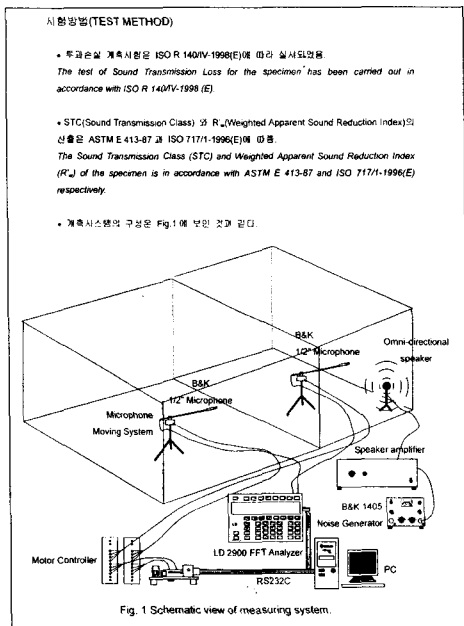 시험방법(TEST METHOD)
• 투과손실 계측시험은 ISO R 140/IV-1998(E)에 따라 실시되었음.
The test of Sound Transmission Loss for the specimen has been carried out in
accordance with ISO R 140/IV-1998 (E).
• STC(Sound Transmission Class) 와 R'w(Weighted Apparent Sound Reduction Index)의
산출은 ASTM E 413-87 과 ISO 717/1-1996(E)에 따름.
The Sound Transmission Class (STC) and Weighted Apparent Sound Reduction Index
(R'w) of the specimen is in accordance with ASTM E 413-87 and ISO 717/1-1996(E)
respectively.
• 계측시스템의 구성은 Fig.1 에 보인 것과 같다.
B&K
1/2" Microphone
Omni-directional
speaker
B&K
1/2" Microphone
Microphone
Moving System
Speaker amplifier
B&K 1405
Noise Generator
LD 2900 FFT Analyzer
Motor Controller
RS232C
PC
Fig. 1 Schematic view of measuring system.